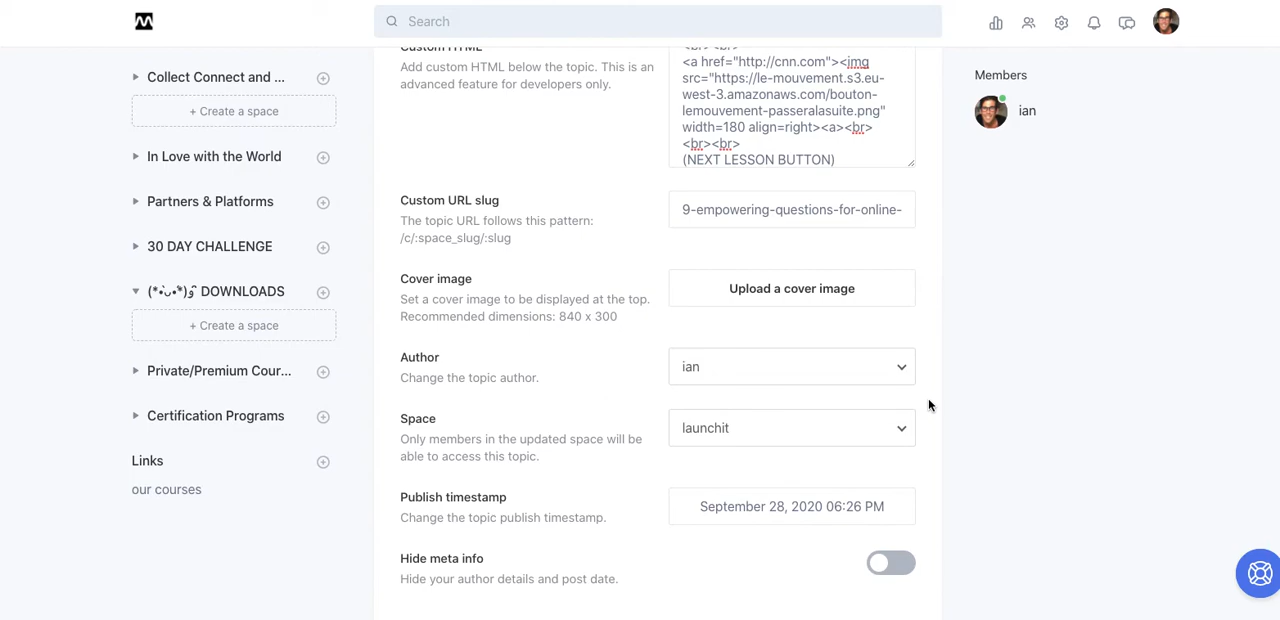 Search
Collect Connect and ...
+ Create a space
In Love with the World
Partners & Platforms
30 DAY CHALLENGE
(*•̀ᴗ•́*)و ̑̑ DOWNLOADS
+ Create a space
Private/Premium Cour...
Certification Programs
Links
our courses
Custom HTML
Add custom HTML below the topic. This is an
advanced feature for developers only.
<br> <br>
<a href="http://cnn.com"><img
src="https://le-mouvement.s3.eu-
west-3.amazonaws.com/bouton-
lemouvement-passeralasuite.png"
width=180 align=right><a><br>
<br><br>
(NEXT LESSON BUTTON)
Custom URL slug
The topic URL follows this pattern:
/c/:space_slug/:slug
9-empowering-questions-for-online-
Cover image
Set a cover image to be displayed at the top.
Recommended dimensions: 840 x 300
Upload a cover image
Author
Change the topic author.
ian
Space
Only members in the updated space will be
able to access this topic.
launchit
Publish timestamp
Change the topic publish timestamp.
September 28, 2020 06:26 PM
Hide meta info
Hide your author details and post date.
Members
ian